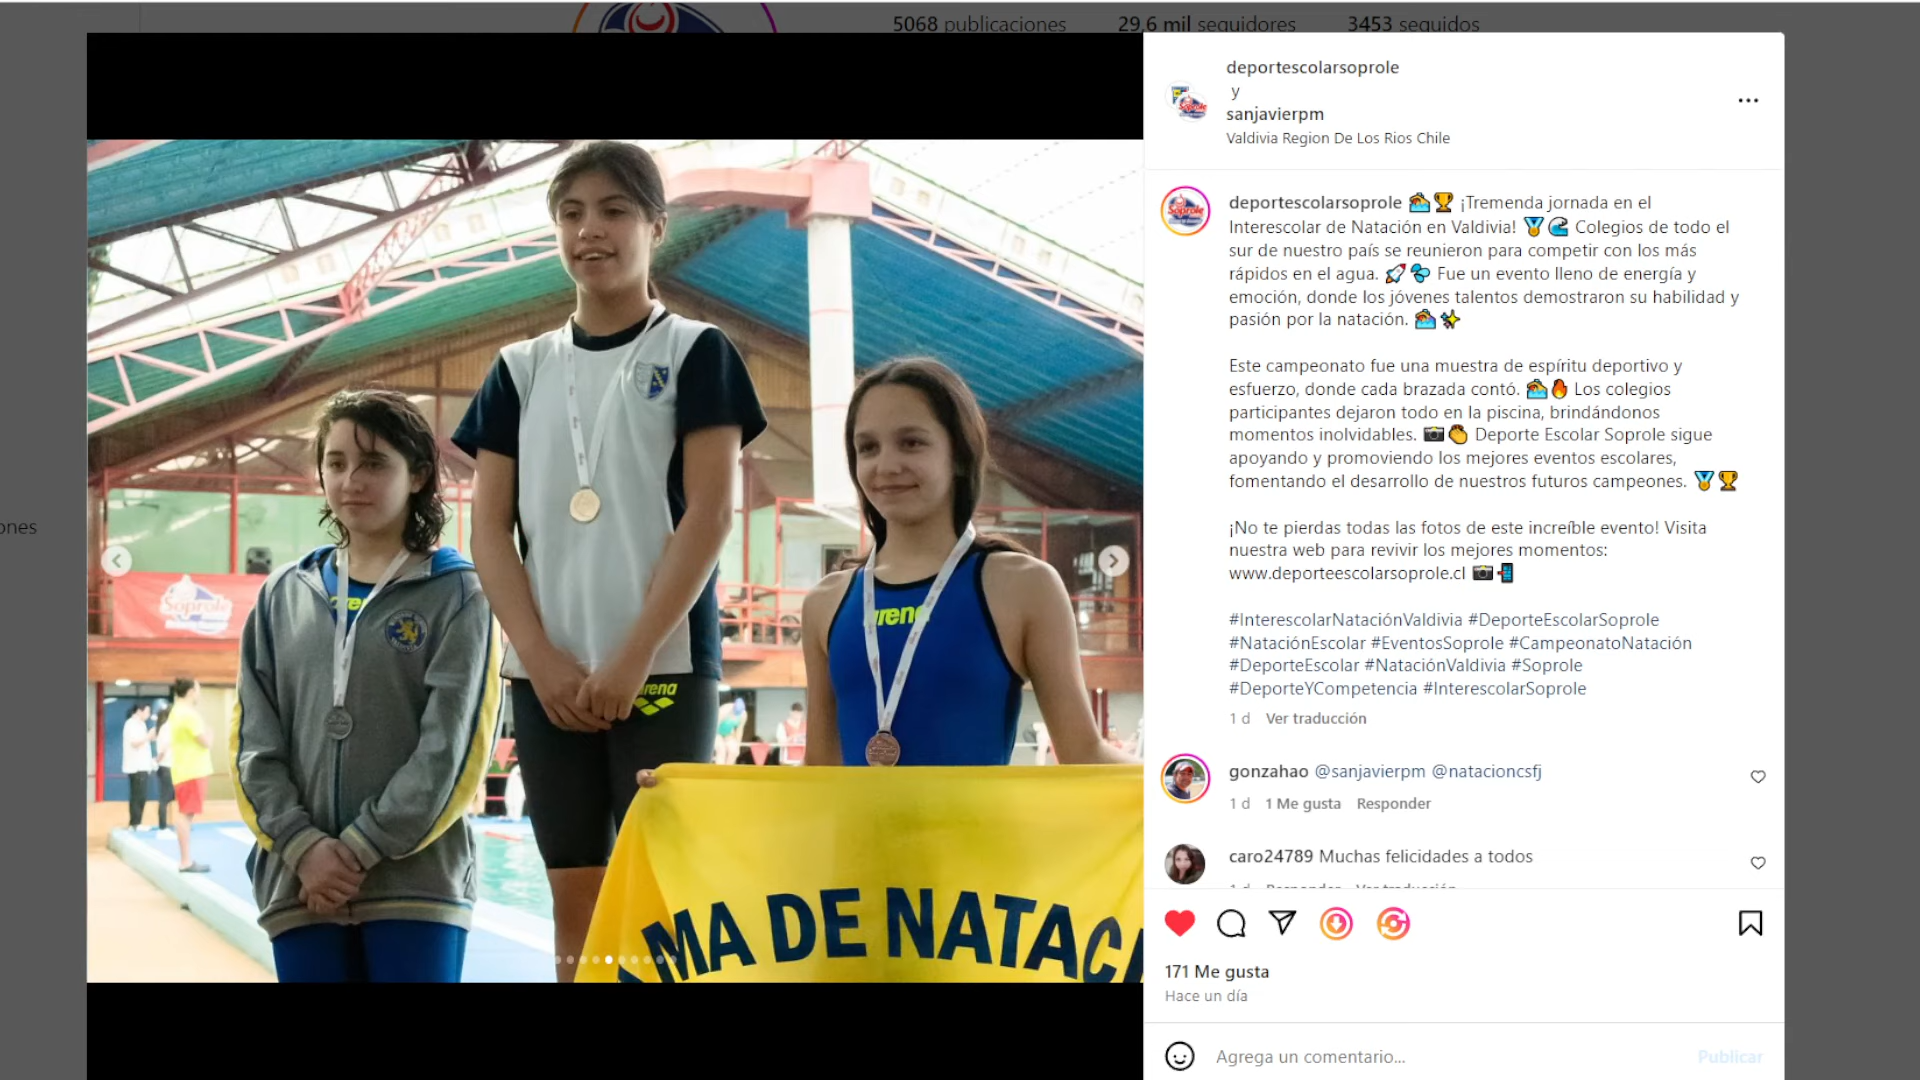 5068 publicaciones 29,6 mil seguidores 3453 seguidos
ones
deportescolarsoprole
y
sanjavierpm
Valdivia Region De Los Rios Chile
deportescolarsoprole 🏊🏆 ¡Tremenda jornada en el
Interescolar de Natación en Valdivia! 🏅🌊 Colegios de todo el
sur de nuestro país se reunieron para competir con los más
rápidos en el agua. 🚀💨 Fue un evento lleno de energía y
emoción, donde los jóvenes talentos demostraron su habilidad y
pasión por la natación. 🏊✨
Este campeonato fue una muestra de espíritu deportivo y
esfuerzo, donde cada brazada contó. 🏊🔥 Los colegios
participantes dejaron todo en la piscina, brindándonos
momentos inolvidables. 📷👏 Deporte Escolar Soprole sigue
apoyando y promoviendo los mejores eventos escolares,
fomentando el desarrollo de nuestros futuros campeones. 🏅🏆
¡No te pierdas todas las fotos de este increíble evento! Visita
nuestra web para revivir los mejores momentos:
www.deporteescolarsoprole.cl 📷📲
#InterescolarNataciónValdivia #DeporteEscolarSoprole
#NataciónEscolar #EventosSoprole #CampeonatoNatación
#DeporteEscolar #NataciónValdivia #Soprole
#DeporteYCompetencia #InterescolarSoprole
1 d Ver traducción
gonzahao @sanjavierpm @natacioncsfj
1 d 1 Me gusta Responder
caro24789 Muchas felicidades a todos
1 d Responder Ver traducción
171 Me gusta
Hace un día
Agrega un comentario...
Publicar
Soprole
arena
arena
AMA DE NATAC